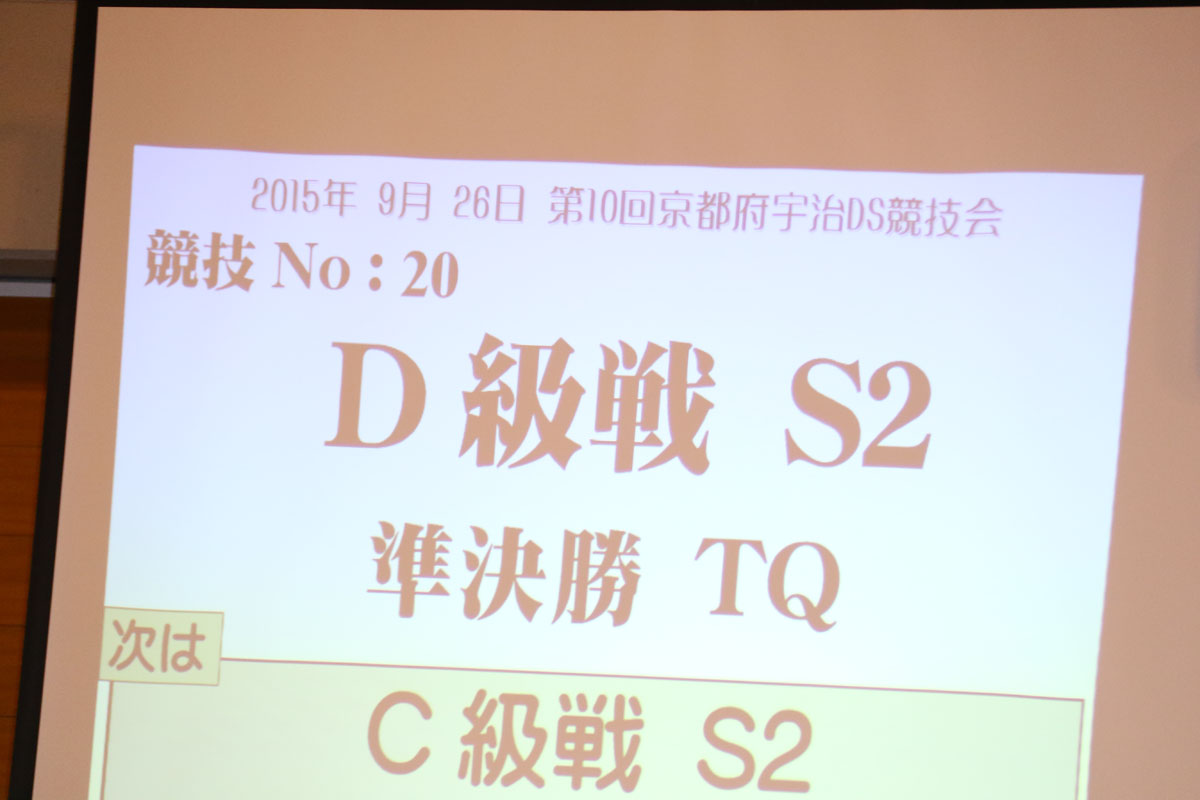 2015年 9月 26日 第10回京都府宇治DS競技会
競技 No：20
D 級戦 S2
準決勝 TQ
次は
C 級戦 S2